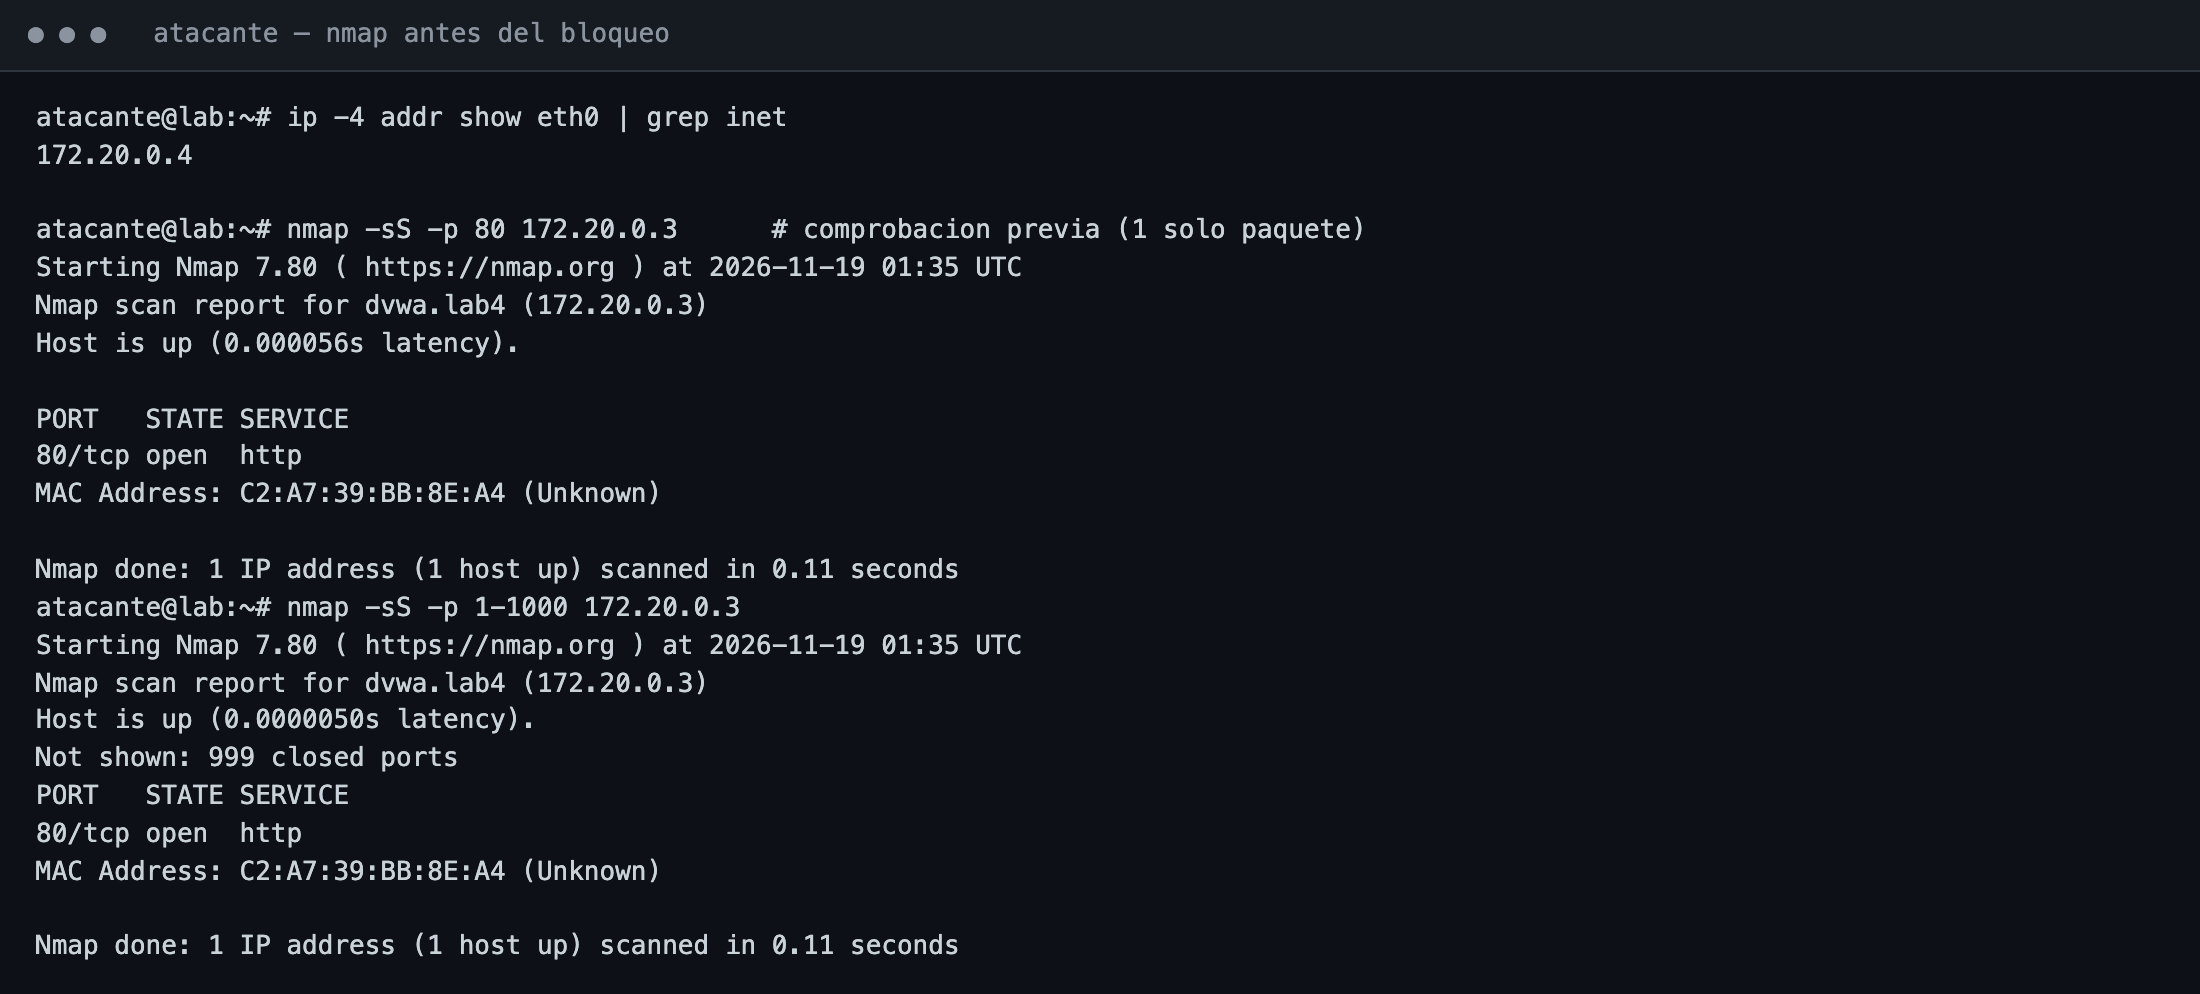 atacante — nmap antes del bloqueo
atacante@lab:~# ip -4 addr show eth0 | grep inet
172.20.0.4
atacante@lab:~# nmap -sS -p 80 172.20.0.3      # comprobacion previa (1 solo paquete)
Starting Nmap 7.80 ( https://nmap.org ) at 2026-11-19 01:35 UTC
Nmap scan report for dvwa.lab4 (172.20.0.3)
Host is up (0.000056s latency).
PORT   STATE SERVICE
80/tcp open  http
MAC Address: C2:A7:39:BB:8E:A4 (Unknown)
Nmap done: 1 IP address (1 host up) scanned in 0.11 seconds
atacante@lab:~# nmap -sS -p 1-1000 172.20.0.3
Starting Nmap 7.80 ( https://nmap.org ) at 2026-11-19 01:35 UTC
Nmap scan report for dvwa.lab4 (172.20.0.3)
Host is up (0.0000050s latency).
Not shown: 999 closed ports
PORT   STATE SERVICE
80/tcp open  http
MAC Address: C2:A7:39:BB:8E:A4 (Unknown)
Nmap done: 1 IP address (1 host up) scanned in 0.11 seconds